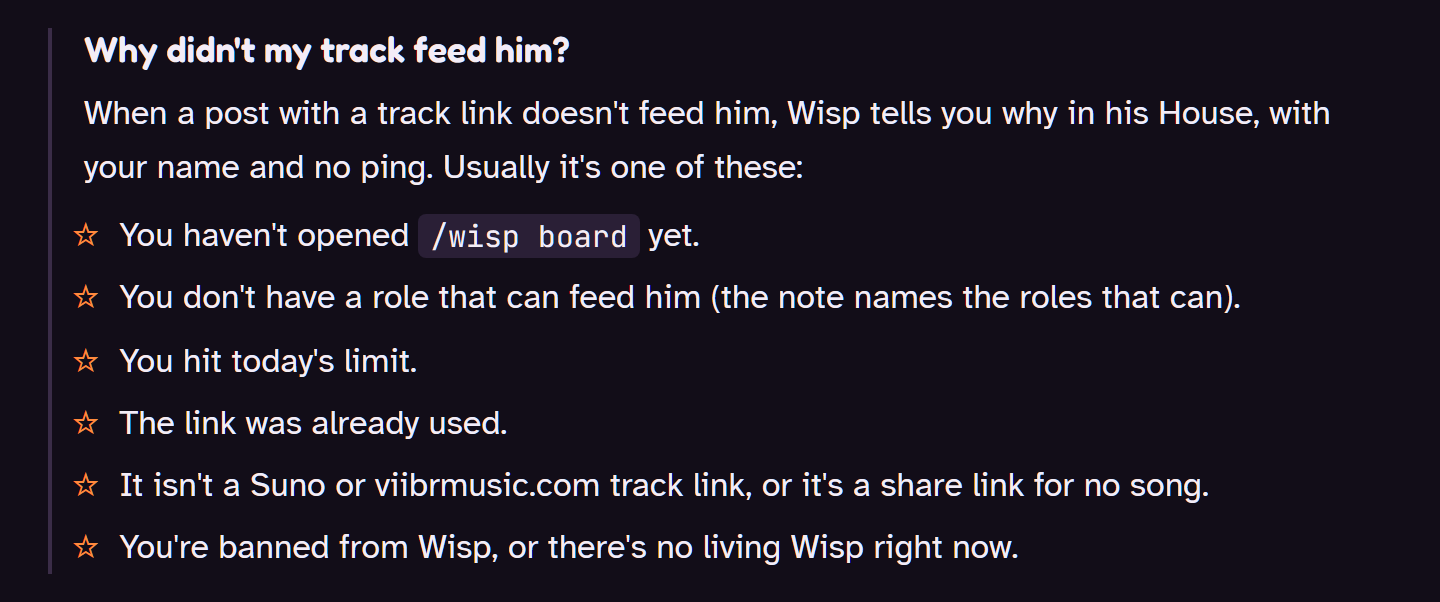 Why didn't my track feed him?
When a post with a track link doesn't feed him, Wisp tells you why in his House, with
your name and no ping. Usually it's one of these:
☆ You haven't opened /wisp board yet.
☆ You don't have a role that can feed him (the note names the roles that can).
☆ You hit today's limit.
☆ The link was already used.
☆ It isn't a Suno or viibrmusic.com track link, or it's a share link for no song.
☆ You're banned from Wisp, or there's no living Wisp right now.